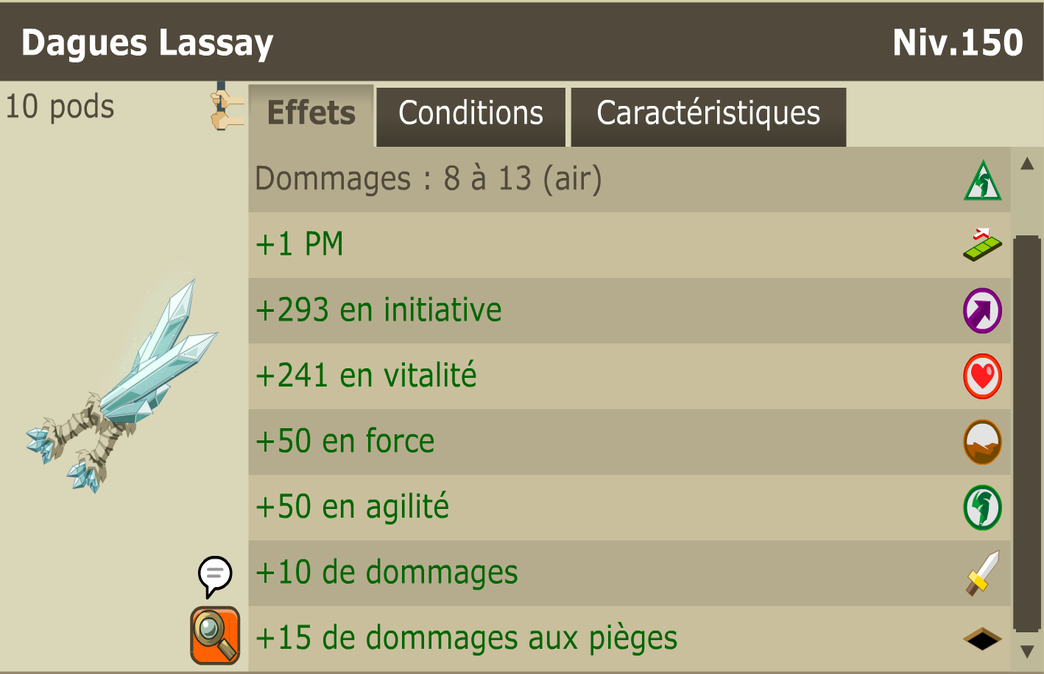 Dagues Lassay
Niv.150
10 pods
Effets
Conditions
Caractéristiques
Dommages : 8 à 13 (air)
+1 PM
+293 en initiative
+241 en vitalité
+50 en force
+50 en agilité
+10 de dommages
+15 de dommages aux pièges